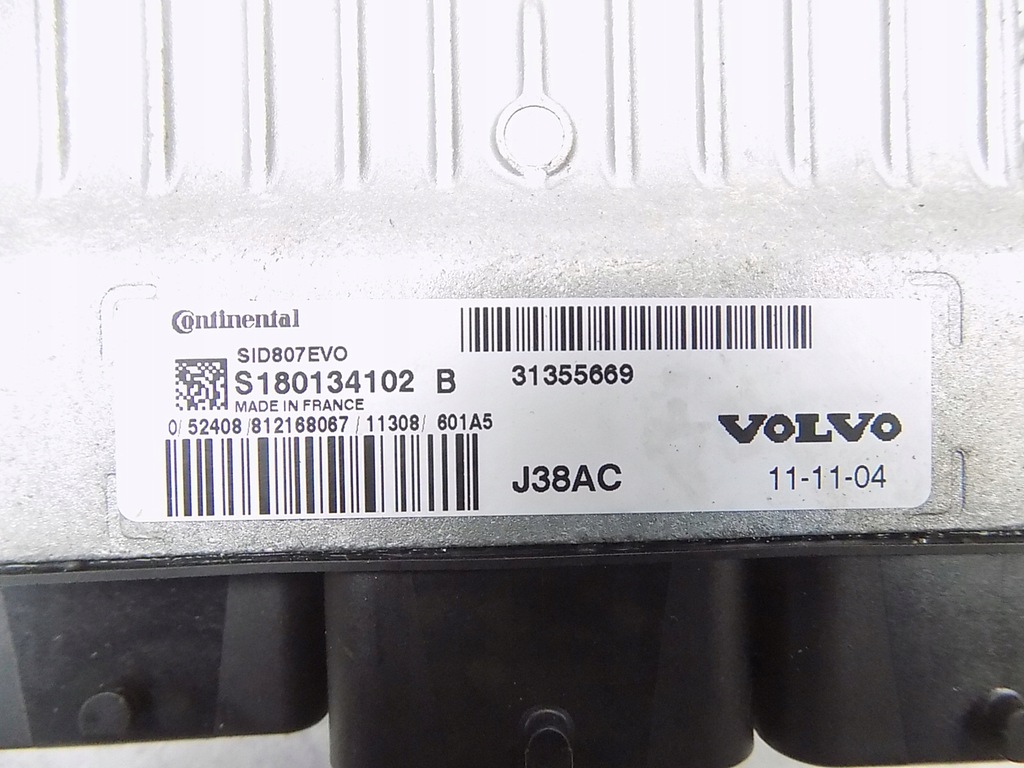 Continental
SID807EVO
S180134102 B
MADE IN FRANCE
0/ 52408 /812168067 / 11308/ 601A5
31355669
J38AC
VOLVO
11-11-04